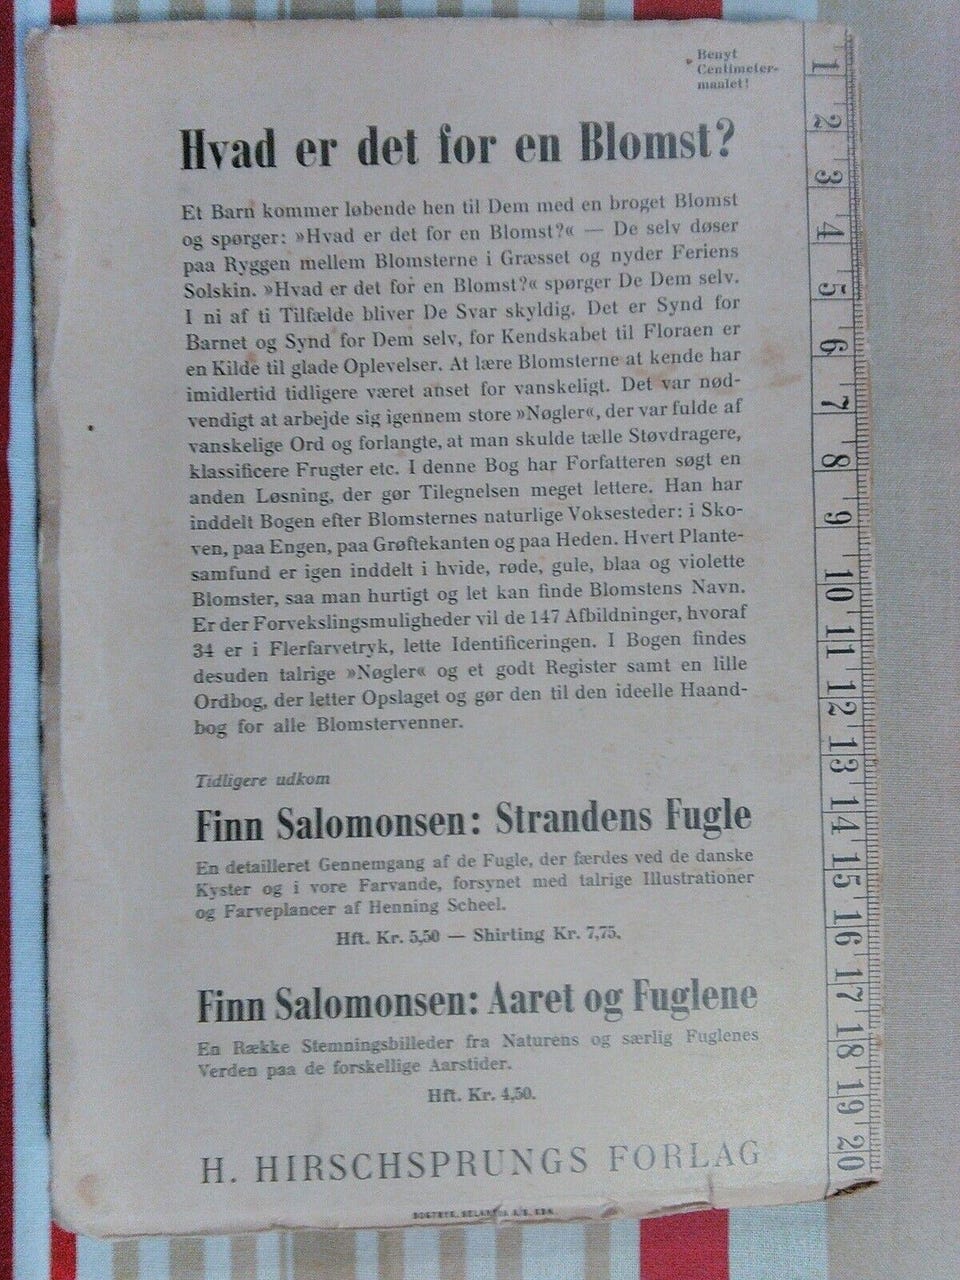 Benyt
Centimeter-
maalet!
Hvad er det for en Blomst?
Et Barn kommer løbende hen til Dem med en broget Blomst
og spørger: »Hvad er det for en Blomst?« — De selv døser
paa Ryggen mellem Blomsterne i Græsset og nyder Feriens
Solskin. »Hvad er det for en Blomst?« spørger De Dem selv.
I ni af ti Tilfælde bliver De Svar skyldig. Det er Synd for
Barnet og Synd for Dem selv, for Kendskabet til Floraen er
en Kilde til glade Oplevelser. At lære Blomsterne at kende har
imidlertid tidligere været anset for vanskeligt. Det var nød-
vendigt at arbejde sig igennem store »Nøgler«, der var fulde af
vanskelige Ord og forlangte, at man skulde tælle Støvdragere,
klassificere Frugter etc. I denne Bog har Forfatteren søgt en
anden Løsning, der gør Tilegnelsen meget lettere. Han har
inddelt Bogen efter Blomsternes naturlige Voksesteder: i Sko-
ven, paa Engen, paa Grøftekanten og paa Heden. Hvert Plante-
samfund er igen inddelt i hvide, røde, gule, blaa og violette
Blomster, saa man hurtigt og let kan finde Blomstens Navn.
Er der Forvekslingsmuligheder vil de 147 Afbildninger, hvoraf
34 er i Flerfarvetryk, lette Identificeringen. I Bogen findes
desuden talrige »Nøgler« og et godt Register samt en lille
Ordbog, der letter Opslaget og gør den til den ideelle Haand-
bog for alle Blomstervenner.
Tidligere udkom
Finn Salomonsen: Strandens Fugle
En detailleret Gennemgang af de Fugle, der færdes ved de danske
Kyster og i vore Farvande, forsynet med talrige Illustrationer
og Farveplancer af Henning Scheel.
Hft. Kr. 5,50 — Shirting Kr. 7,75.
Finn Salomonsen: Aaret og Fuglene
En Række Stemningsbilleder fra Naturens og særlig Fuglenes
Verden paa de forskellige Aarstider.
Hft. Kr. 4,50.
H. HIRSCHSPRUNGS FORLAG
BOGTRYK, A/S, KBH.
1
2
3
4
5
6
7
8
9
10
11
12
13
14
15
16
17
18
19
20